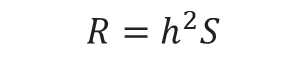 R = h²S